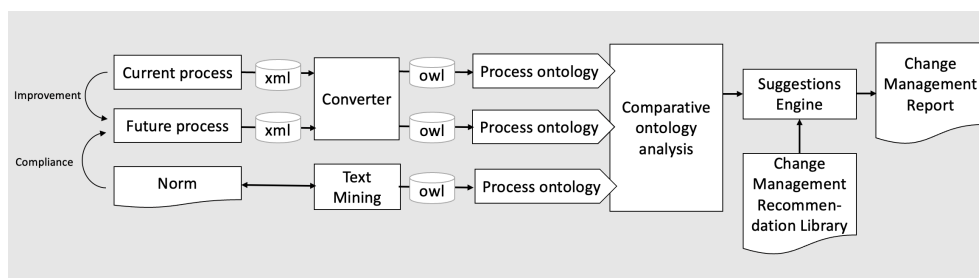 Improvement
Compliance
Current process
Future process
Norm
xml
xml
Converter
Text
Mining
owl
owl
owl
Process ontology
Process ontology
Process ontology
Comparative
ontology
analysis
Suggestions
Engine
Change
Management
Recommen-
dation Library
Change
Management
Report